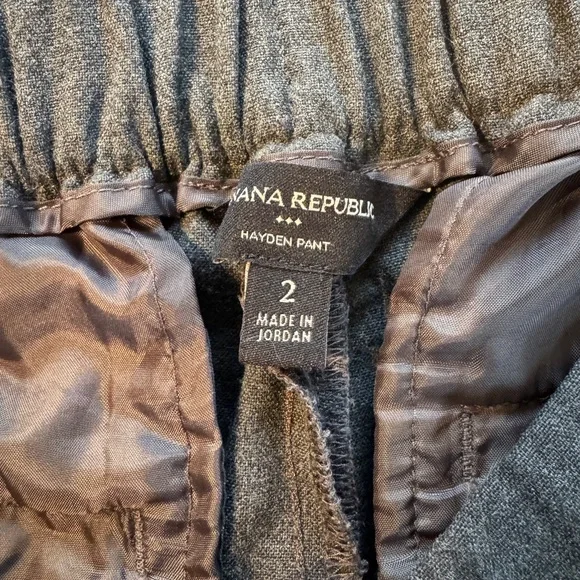 NANA REPUBLIC
HAYDEN PANT
2
MADE IN
JORDAN